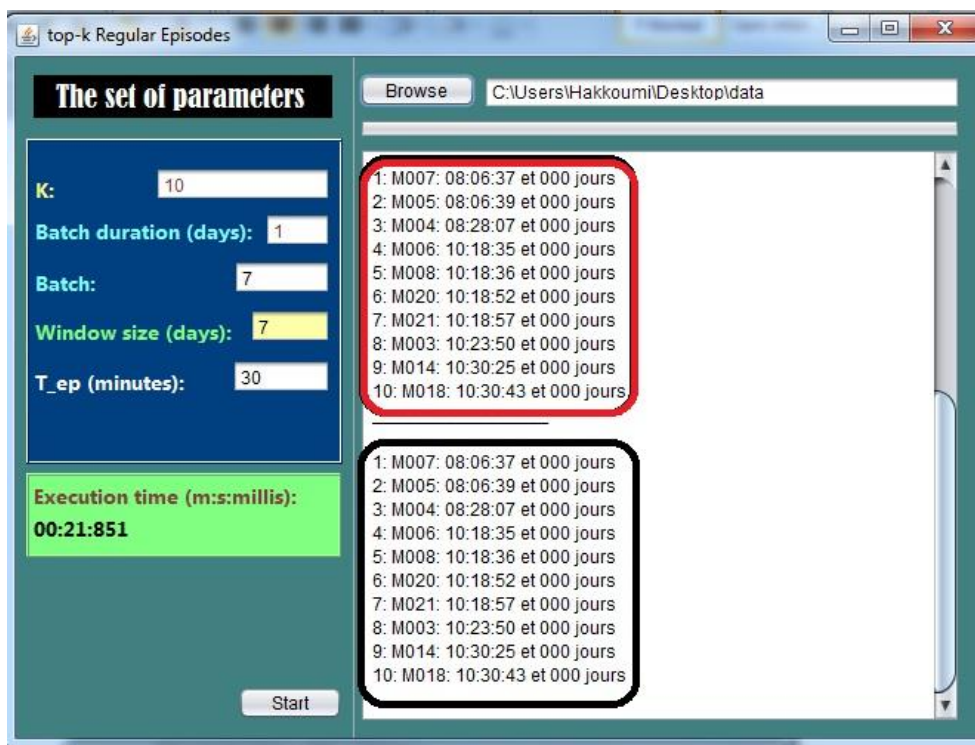 top-k Regular Episodes
The set of parameters
K: 10
Batch duration (days): 1
Batch: 7
Window size (days): 7
T_ep (minutes): 30
Execution time (m:s:millis):
00:21:851
Start
Browse C:\Users\Hakkoumi\Desktop\data
1: M007: 08:06:37 et 000 jours
2: M005: 08:06:39 et 000 jours
3: M004: 08:28:07 et 000 jours
4: M006: 10:18:35 et 000 jours
5: M008: 10:18:36 et 000 jours
6: M020: 10:18:52 et 000 jours
7: M021: 10:18:57 et 000 jours
8: M003: 10:23:50 et 000 jours
9: M014: 10:30:25 et 000 jours
10: M018: 10:30:43 et 000 jours
1: M007: 08:06:37 et 000 jours
2: M005: 08:06:39 et 000 jours
3: M004: 08:28:07 et 000 jours
4: M006: 10:18:35 et 000 jours
5: M008: 10:18:36 et 000 jours
6: M020: 10:18:52 et 000 jours
7: M021: 10:18:57 et 000 jours
8: M003: 10:23:50 et 000 jours
9: M014: 10:30:25 et 000 jours
10: M018: 10:30:43 et 000 jours